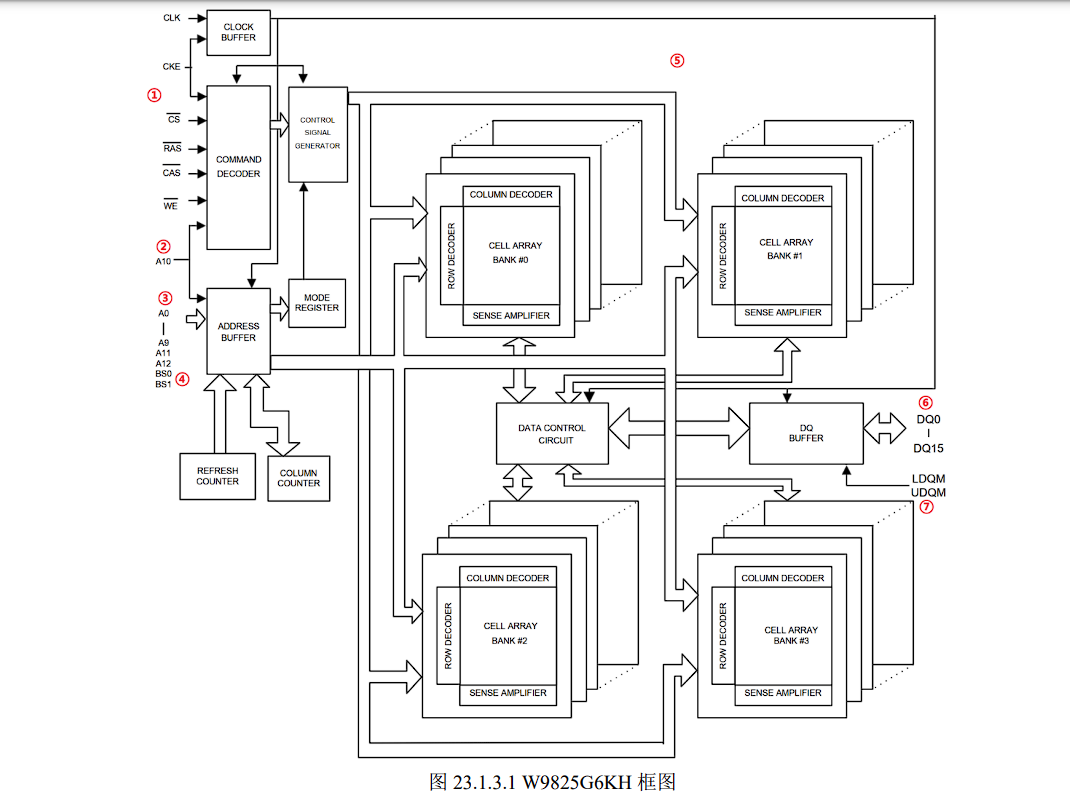 CLK
CLOCK
BUFFER
CKE
①
CS
RAS
CAS
WE
COMMAND
DECODER
CONTROL
SIGNAL
GENERATOR
②
A10
③
A0
|
A9
A11
A12
BS0
BS1
④
ADDRESS
BUFFER
MODE
REGISTER
REFRESH
COUNTER
COLUMN
COUNTER
⑤
COLUMN DECODER
ROW DECODER
CELL ARRAY
BANK #0
SENSE AMPLIFIER
COLUMN DECODER
ROW DECODER
CELL ARRAY
BANK #1
SENSE AMPLIFIER
DATA CONTROL
CIRCUIT
DQ
BUFFER
⑥
DQ0
|
DQ15
LDQM
UDQM
⑦
COLUMN DECODER
ROW DECODER
CELL ARRAY
BANK #2
SENSE AMPLIFIER
COLUMN DECODER
ROW DECODER
CELL ARRAY
BANK #3
SENSE AMPLIFIER
图 23.1.3.1 W9825G6KH 框图